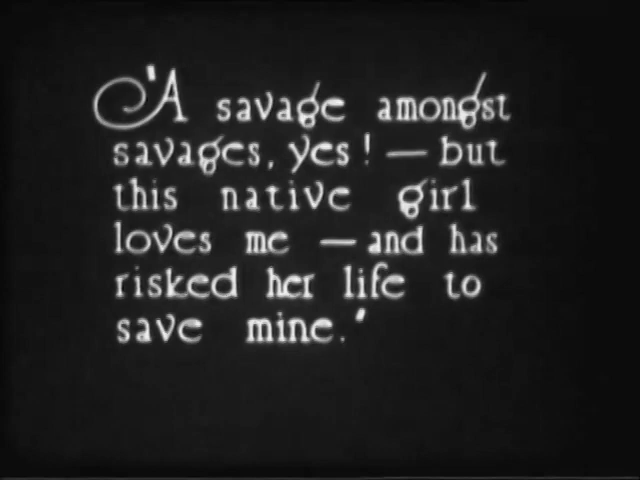 'A savage amongst
savages, yes! — but
this native girl
loves me — and has
risked her life to
save mine.'